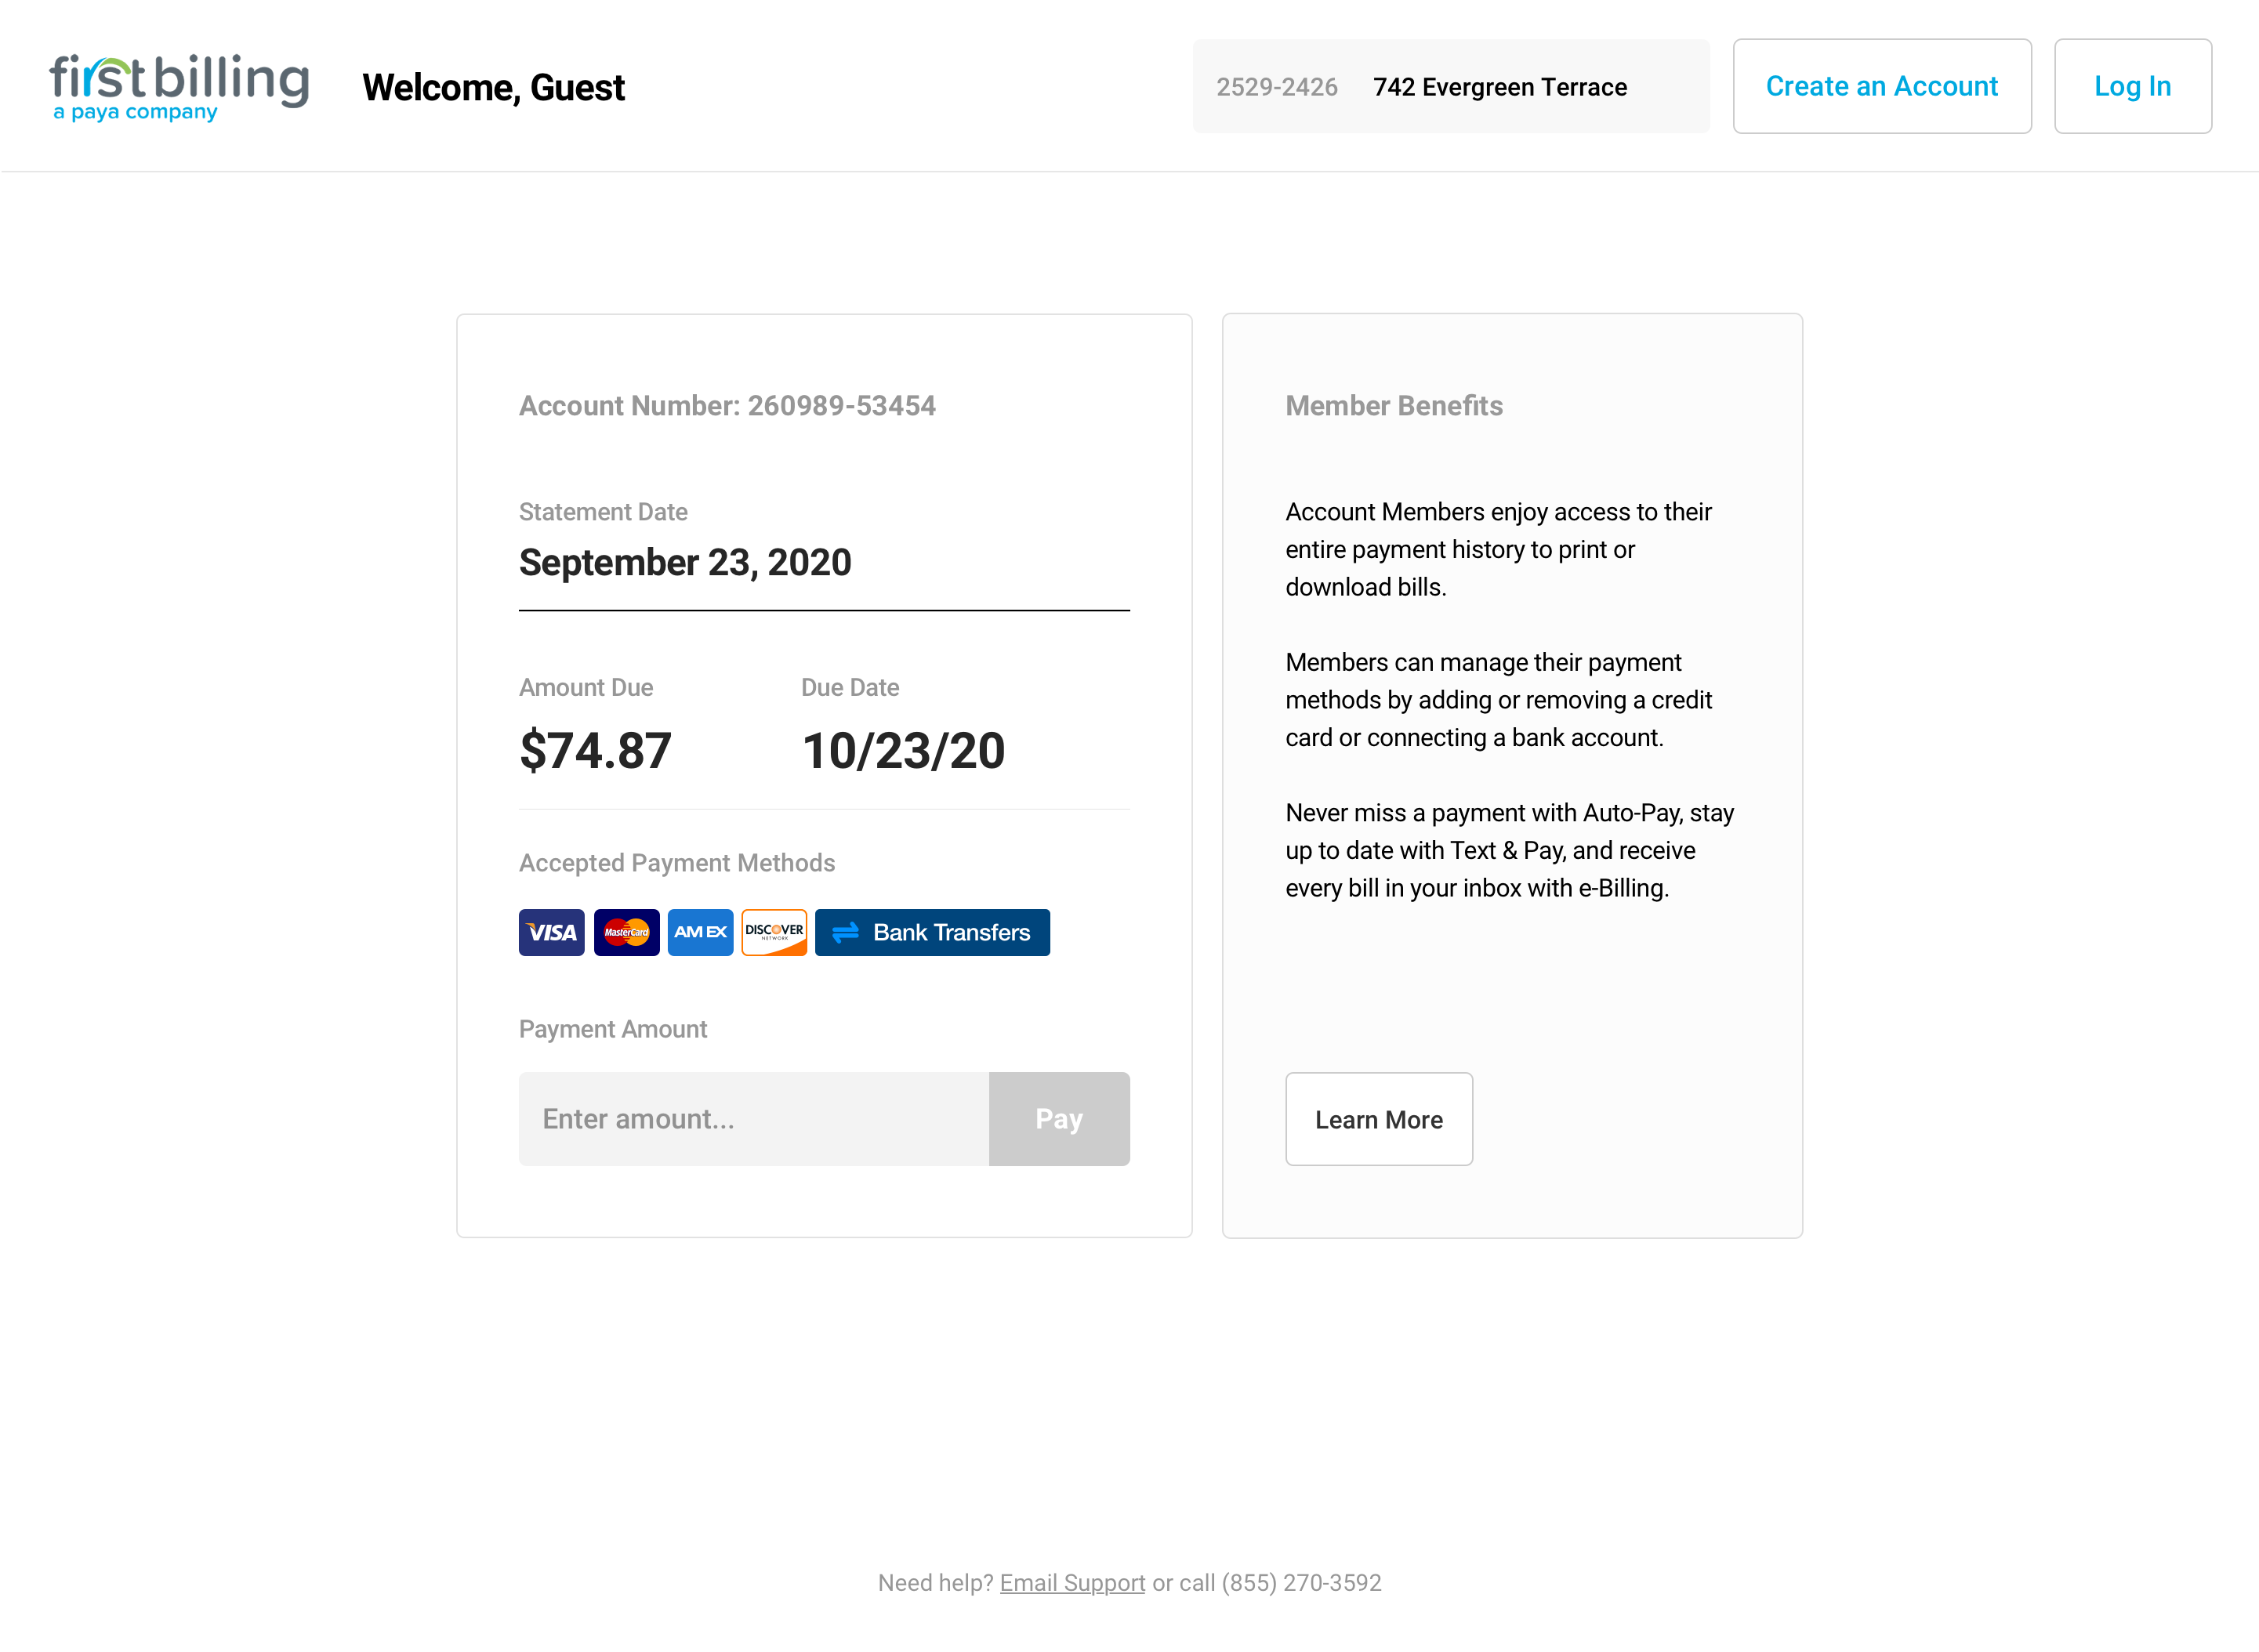 firstbilling
a paya company
Welcome, Guest
2529-2426 742 Evergreen Terrace
Create an Account
Log In
Account Number: 260989-53454
Statement Date
September 23, 2020
Amount Due Due Date
$74.87 10/23/20
Accepted Payment Methods
VISA MasterCard AM EX DISCOVER NETWORK Bank Transfers
Payment Amount
Enter amount... Pay
Member Benefits
Account Members enjoy access to their
entire payment history to print or
download bills.
Members can manage their payment
methods by adding or removing a credit
card or connecting a bank account.
Never miss a payment with Auto-Pay, stay
up to date with Text & Pay, and receive
every bill in your inbox with e-Billing.
Learn More
Need help? Email Support or call (855) 270-3592